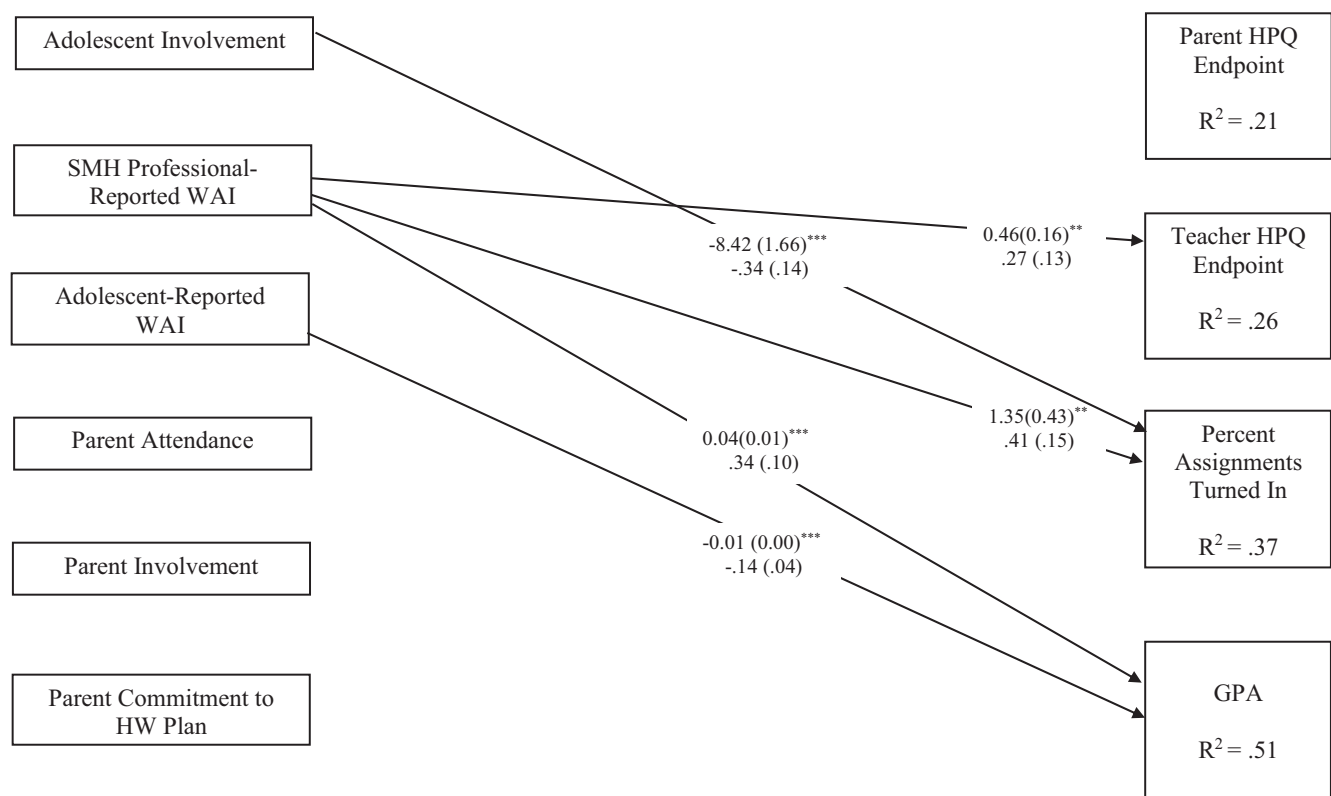 Adolescent Involvement
SMH Professional-
Reported WAI
Adolescent-Reported
WAI
Parent Attendance
Parent Involvement
Parent Commitment to
HW Plan
-8.42 (1.66)***
-.34 (.14)
0.46(0.16)**
.27 (.13)
1.35(0.43)**
.41 (.15)
0.04(0.01)***
.34 (.10)
-0.01 (0.00)***
-.14 (.04)
Parent HPQ
Endpoint
R² = .21
Teacher HPQ
Endpoint
R² = .26
Percent
Assignments
Turned In
R² = .37
GPA
R² = .51